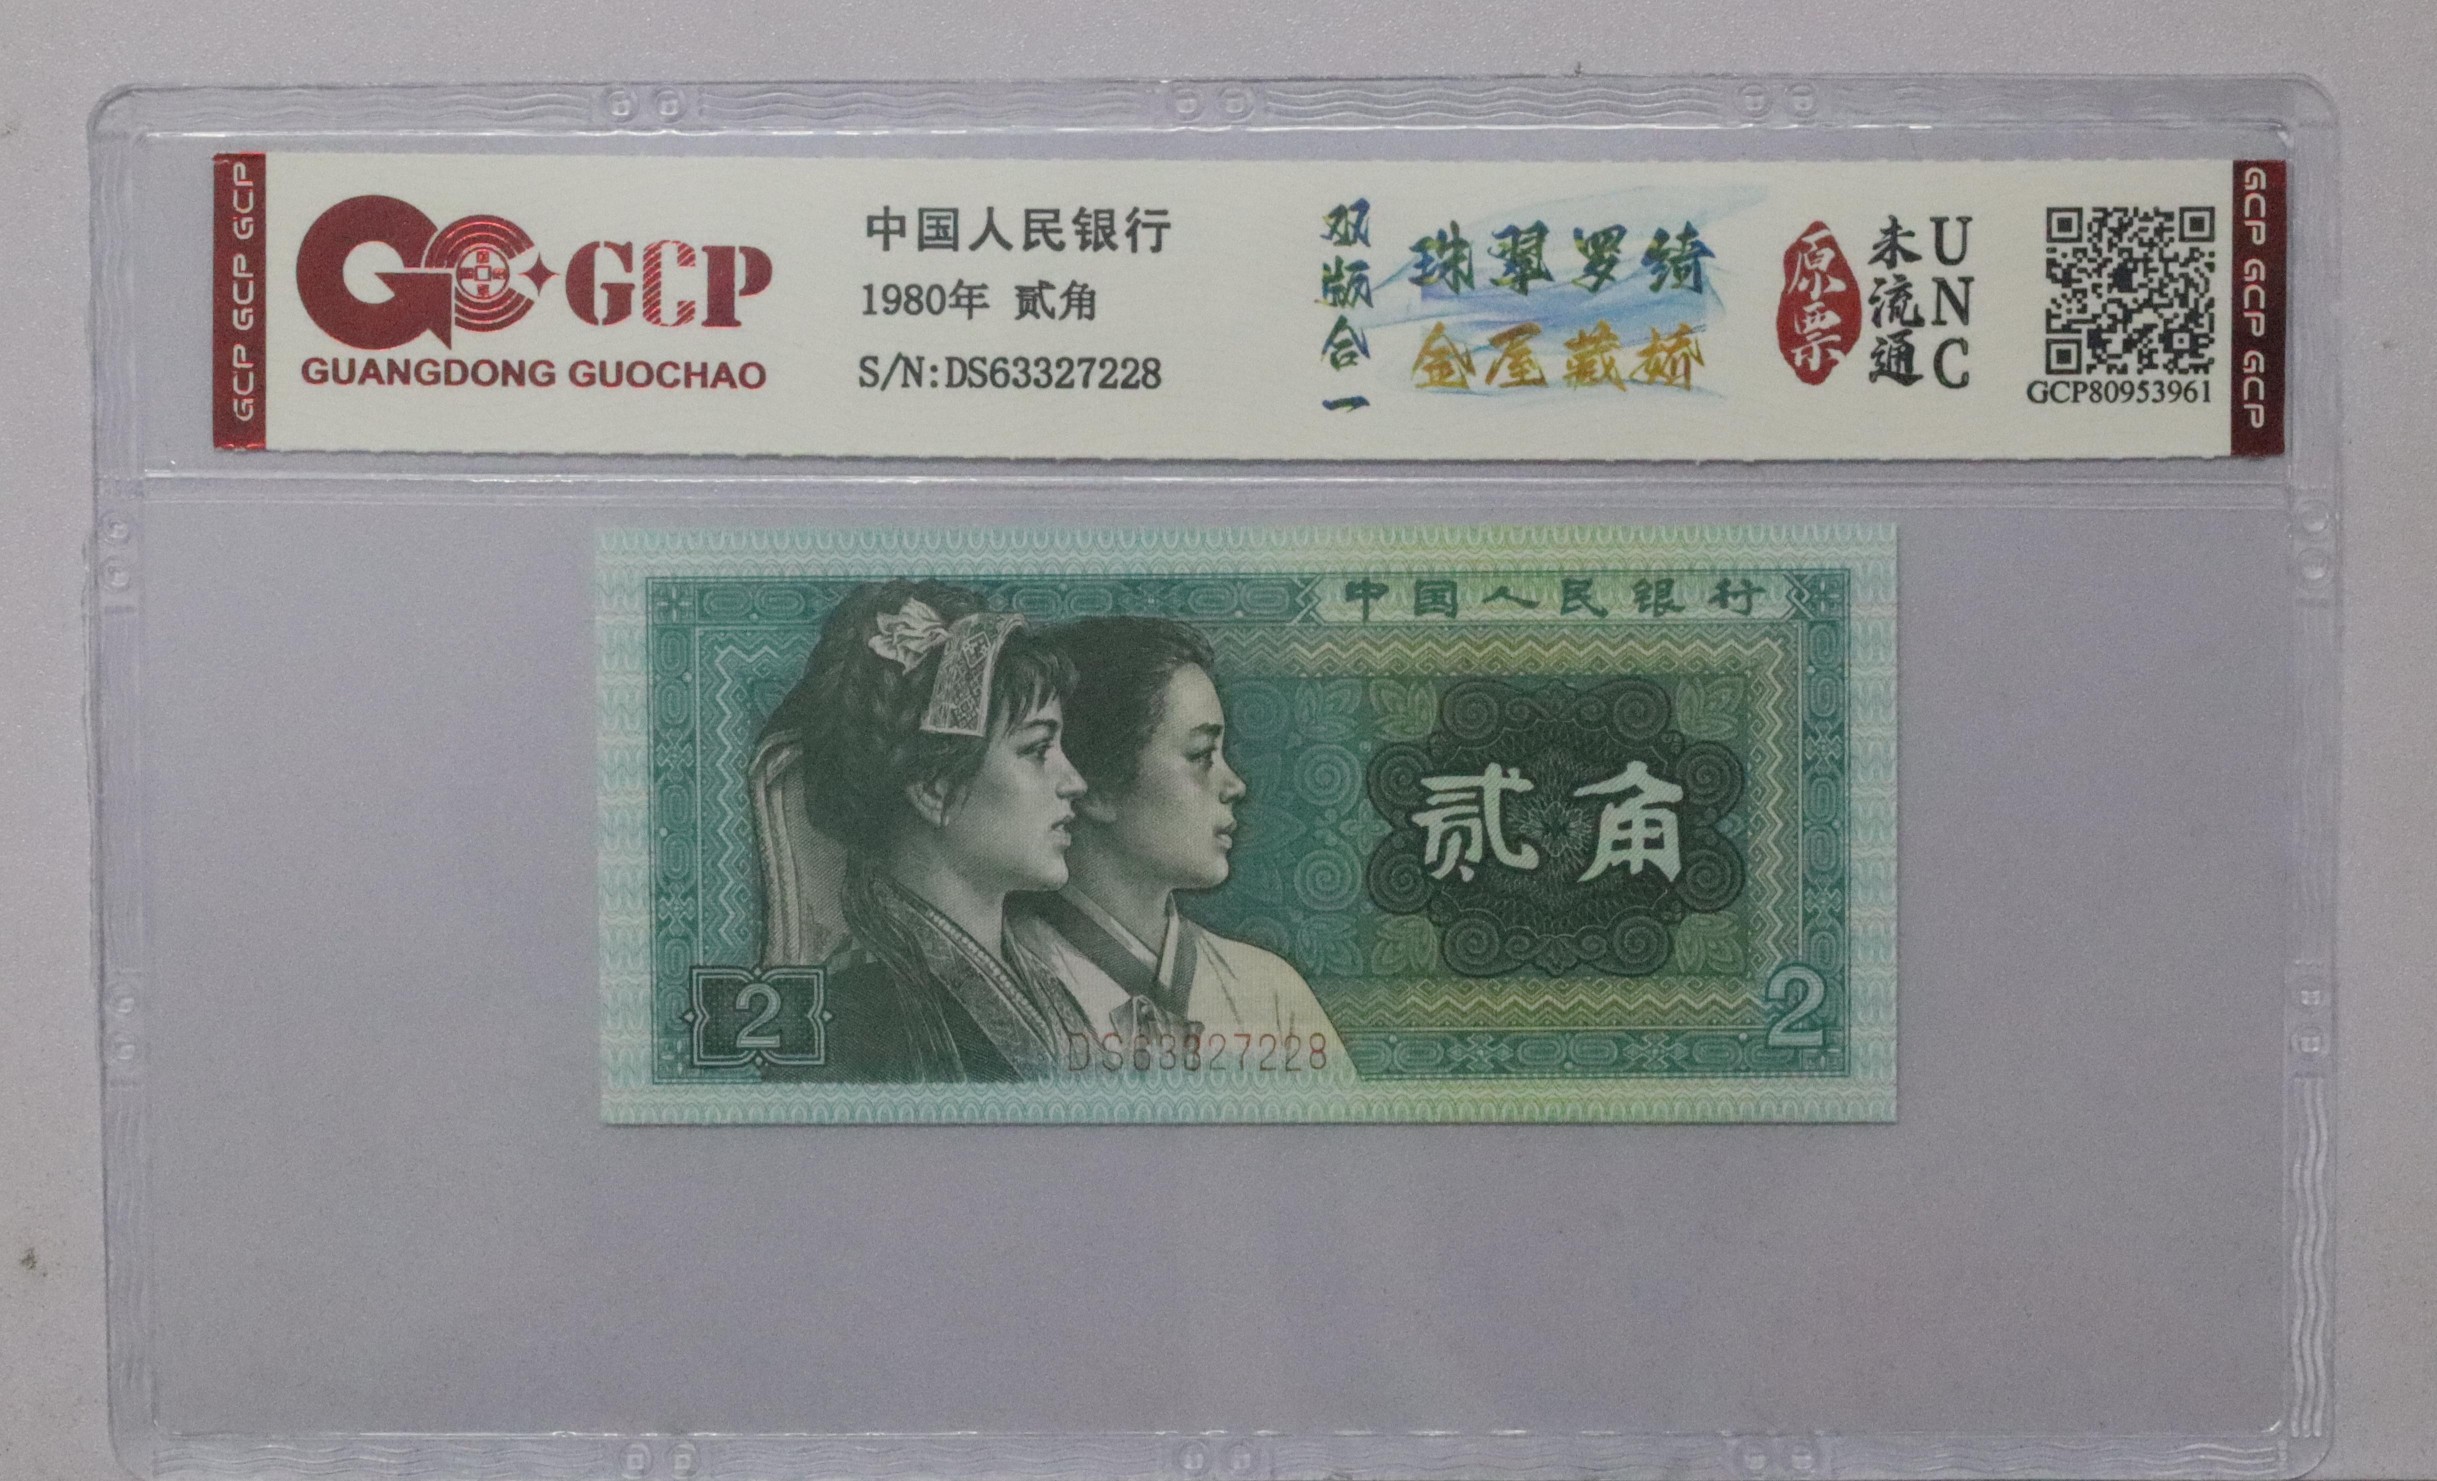 GCP GCP GCP
GCP
GUANGDONG GUOCHAO
中国人民银行
1980年 贰角
S/N:DS63327228
双版合一
珠翠罗绮
金屋藏娇
原票
未流通
UNC
GCP80953961
GCP GCP GCP
中国人民银行
贰角
2
2
DS63327228